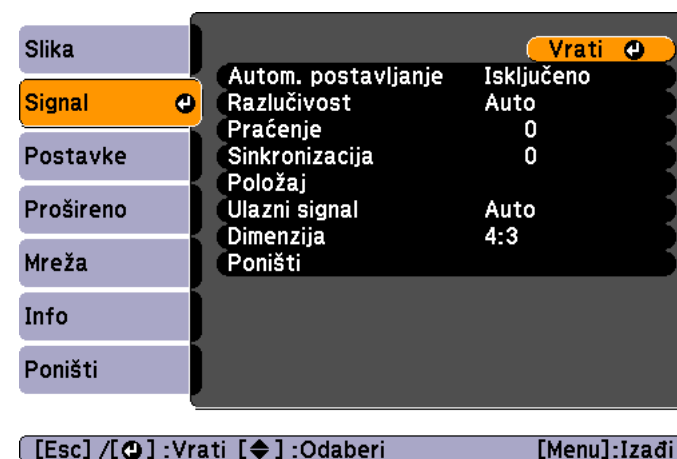 Slika
Signal
Postavke
Prošireno
Mreža
Info
Poništi
Vrati
Autom. postavljanje Isključeno
Razlučivost Auto
Praćenje 0
Sinkronizacija 0
Položaj
Ulazni signal Auto
Dimenzija 4:3
Poništi
[Esc] /[⏎] :Vrati [◆] :Odaberi [Menu]:Izađi